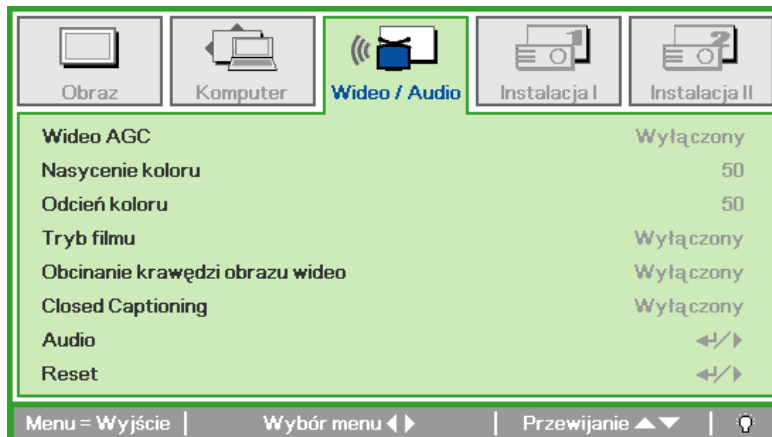 Obraz
Komputer
Wideo / Audio
Instalacja I
2
Instalacja II
Wideo AGC Wyłączony
Nasycenie koloru 50
Odcień koloru 50
Tryb filmu Wyłączony
Obcinanie krawędzi obrazu wideo Wyłączony
Closed Captioning Wyłączony
Audio
Reset
Menu = Wyjście | Wybór menu | Przewijanie |